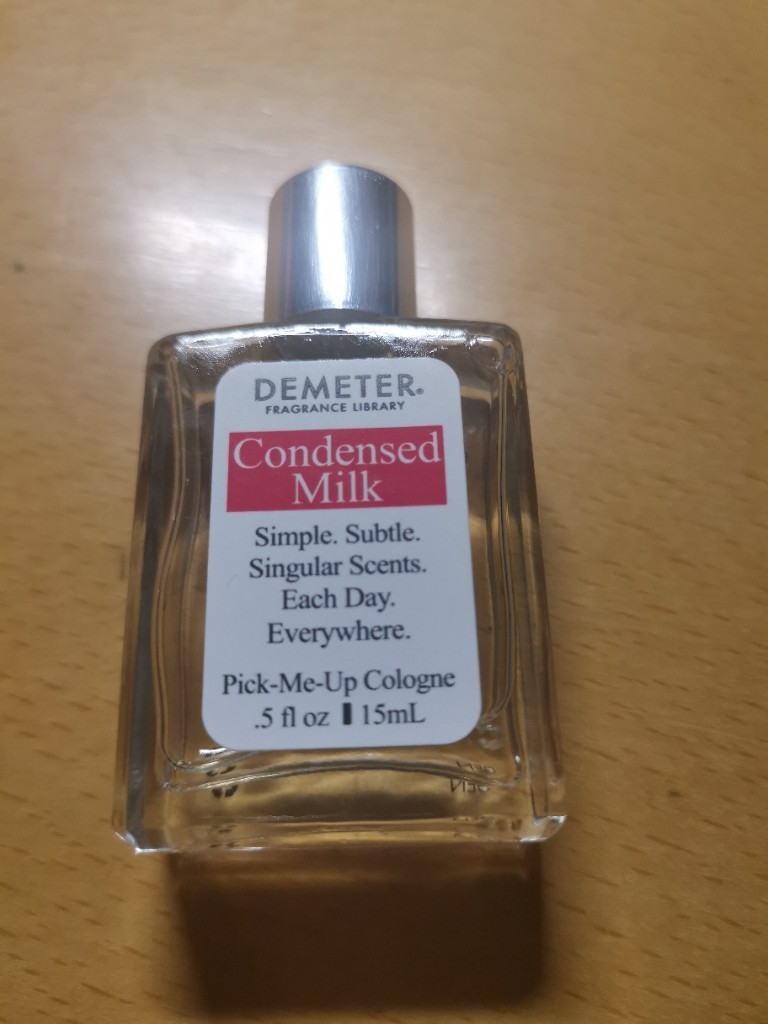 DEMETER®
FRAGRANCE LIBRARY
Condensed
Milk
Simple. Subtle.
Singular Scents.
Each Day.
Everywhere.
Pick-Me-Up Cologne
.5 fl oz ▮ 15mL